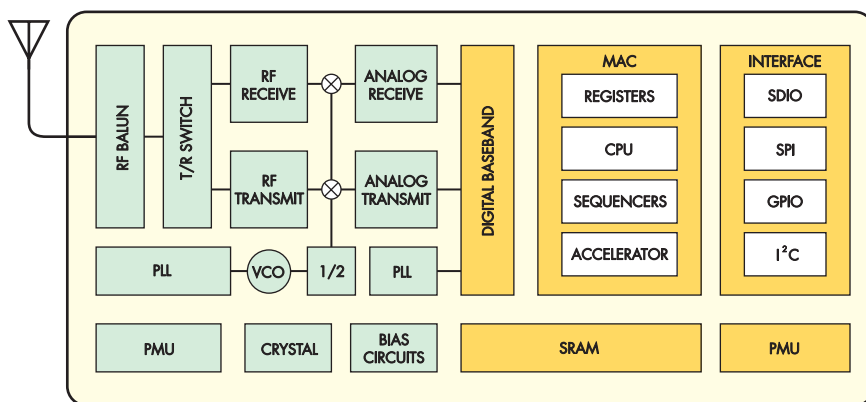 RF BALUN
T/R SWITCH
RF
RECEIVE
ANALOG
RECEIVE
RF
TRANSMIT
ANALOG
TRANSMIT
PLL
VCO
1/2
PLL
DIGITAL BASEBAND
MAC
REGISTERS
CPU
SEQUENCERS
ACCELERATOR
INTERFACE
SDIO
SPI
GPIO
I²C
PMU
CRYSTAL
BIAS
CIRCUITS
SRAM
PMU